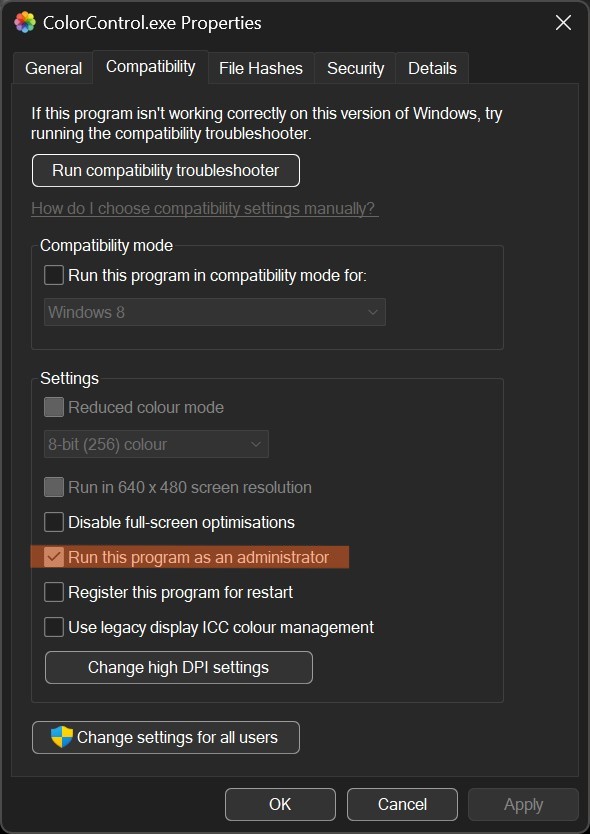 ColorControl.exe Properties
General Compatibility File Hashes Security Details
If this program isn't working correctly on this version of Windows, try
running the compatibility troubleshooter.
Run compatibility troubleshooter
How do I choose compatibility settings manually?
Compatibility mode
Run this program in compatibility mode for:
Windows 8
Settings
Reduced colour mode
8-bit (256) colour
Run in 640 x 480 screen resolution
Disable full-screen optimisations
Run this program as an administrator
Register this program for restart
Use legacy display ICC colour management
Change high DPI settings
Change settings for all users
OK Cancel Apply